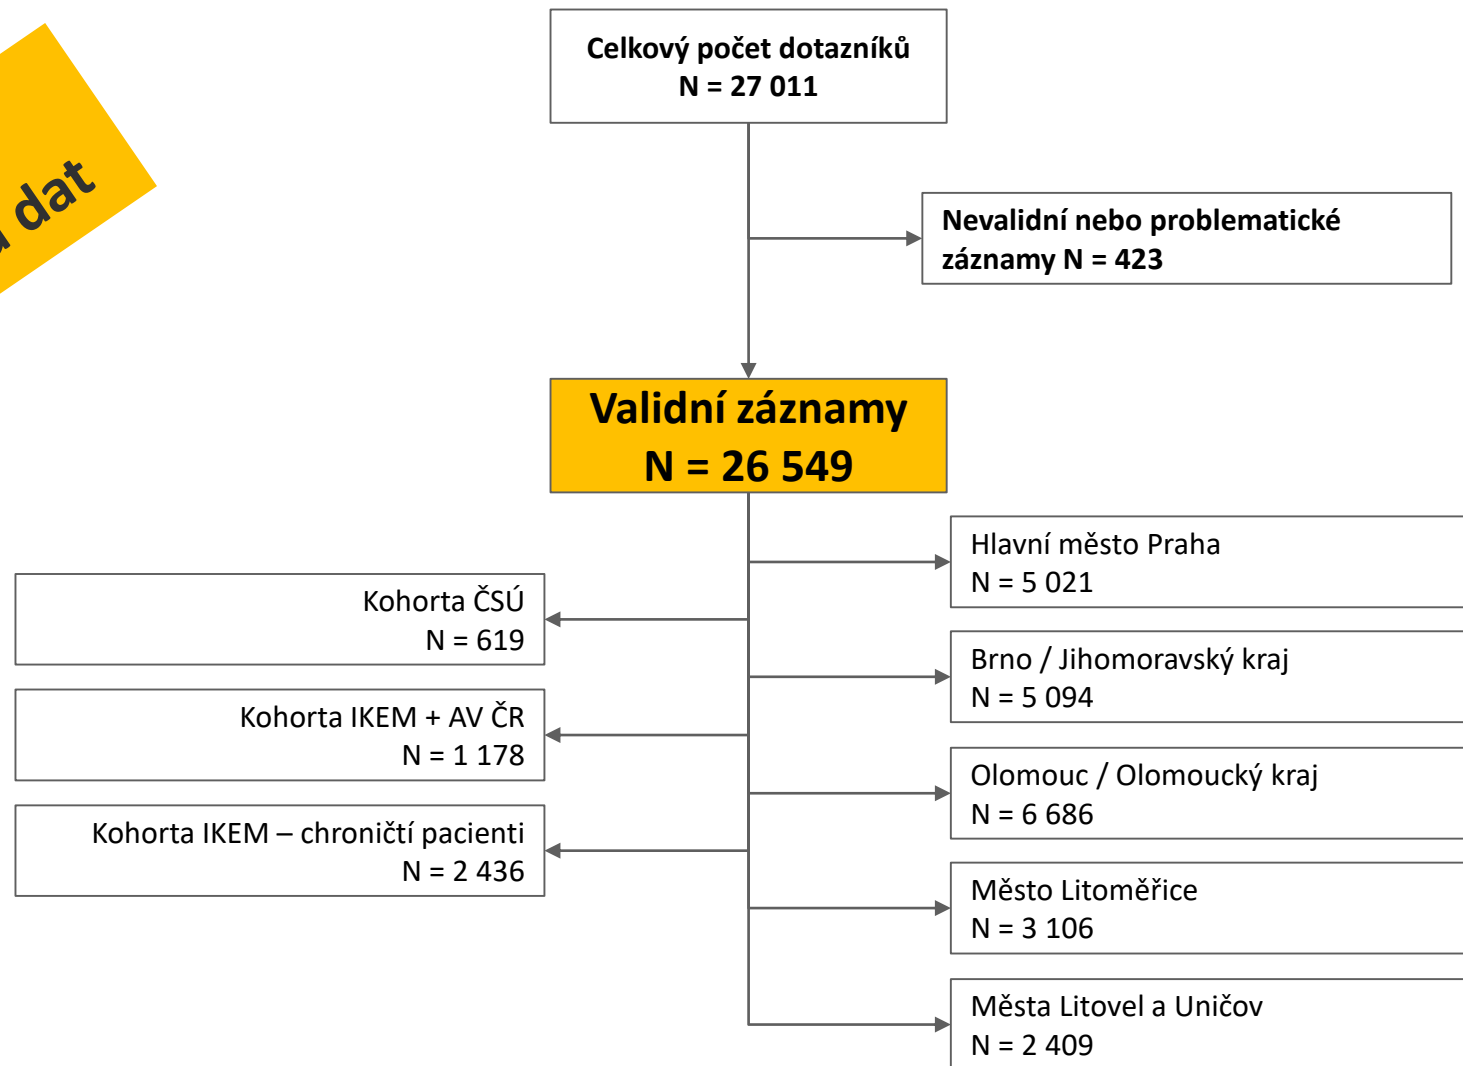 dat
Celkový počet dotazníků
N = 27 011
Nevalidní nebo problematické
záznamy N = 423
Validní záznamy
N = 26 549
Kohorta ČSÚ
N = 619
Kohorta IKEM + AV ČR
N = 1 178
Kohorta IKEM – chroničtí pacienti
N = 2 436
Hlavní město Praha
N = 5 021
Brno / Jihomoravský kraj
N = 5 094
Olomouc / Olomoucký kraj
N = 6 686
Město Litoměřice
N = 3 106
Města Litovel a Uničov
N = 2 409